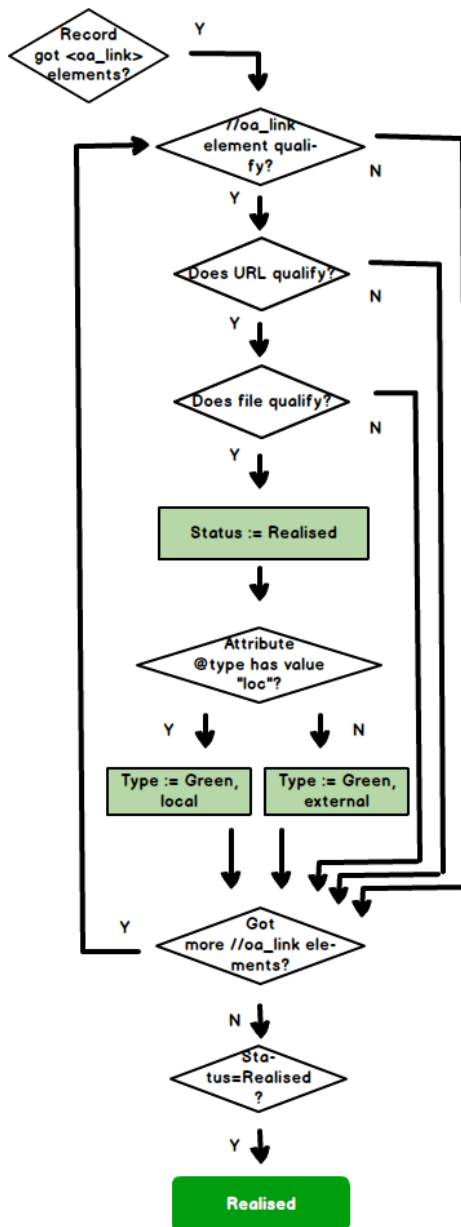 Record
got <oa_link>
elements?
Y
//oa_link
element quali-
fy?
N
Y
Does URL qualify?
N
Y
Does file qualify?
N
Y
Status := Realised
Attribute
@type has value
"loc"?
Y
N
Type := Green,
local
Type := Green,
external
Y
Got
more //oa_link ele-
ments?
N
Sta-
tus=Realised
?
Y
Realised